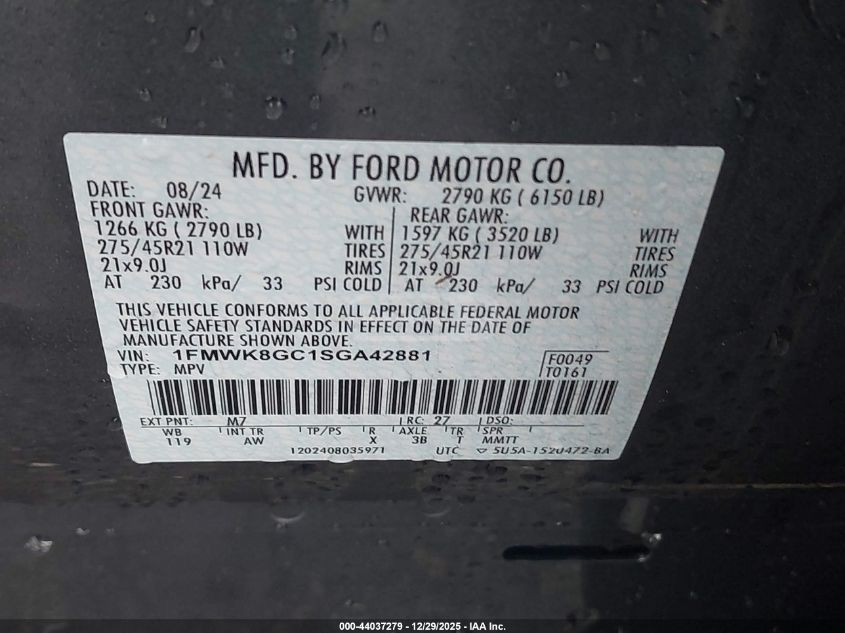 MFD. BY FORD MOTOR CO.
DATE: 08/24 GVWR: 2790 KG ( 6150 LB)
FRONT GAWR: REAR GAWR:
1266 KG ( 2790 LB) WITH 1597 KG ( 3520 LB) WITH
275/45R21 110W TIRES 275/45R21 110W TIRES
21x9.0J RIMS 21x9.0J RIMS
AT 230 kPa/ 33 PSI COLD AT 230 kPa/ 33 PSI COLD
THIS VEHICLE CONFORMS TO ALL APPLICABLE FEDERAL MOTOR
VEHICLE SAFETY STANDARDS IN EFFECT ON THE DATE OF
MANUFACTURE SHOWN ABOVE.
VIN: 1FMWK8GC1SGA42881 F0049
TYPE: MPV T0161
EXT PNT: M7 RC: 27 DSO:
WB INT TR TP/PS R AXLE TR SPR
119 AW X 3B T MMTT
1202408035971 UTC ▽ 5U5A-1520472-BA
000-44037279 - 12/29/2025 - IAA Inc.